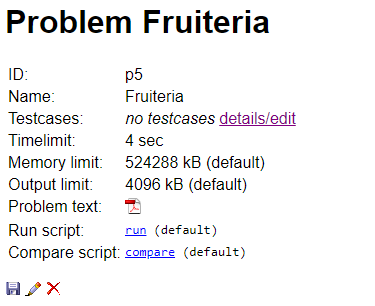 Problem Fruiteria
ID: p5
Name: Fruiteria
Testcases: no testcases details/edit
Timelimit: 4 sec
Memory limit: 524288 kB (default)
Output limit: 4096 kB (default)
Problem text:
Run script: run (default)
Compare script: compare (default)